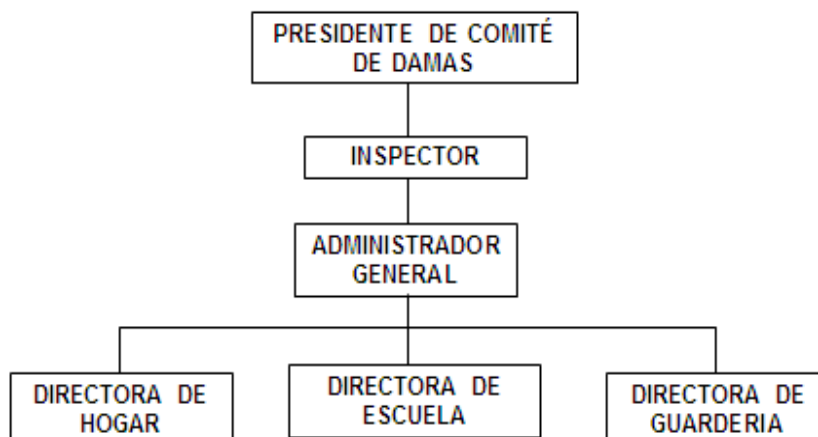 PRESIDENTE DE COMITÉ
DE DAMAS
INSPECTOR
ADMINISTRADOR
GENERAL
DIRECTORA DE
HOGAR
DIRECTORA DE
ESCUELA
DIRECTORA DE
GUARDERIA